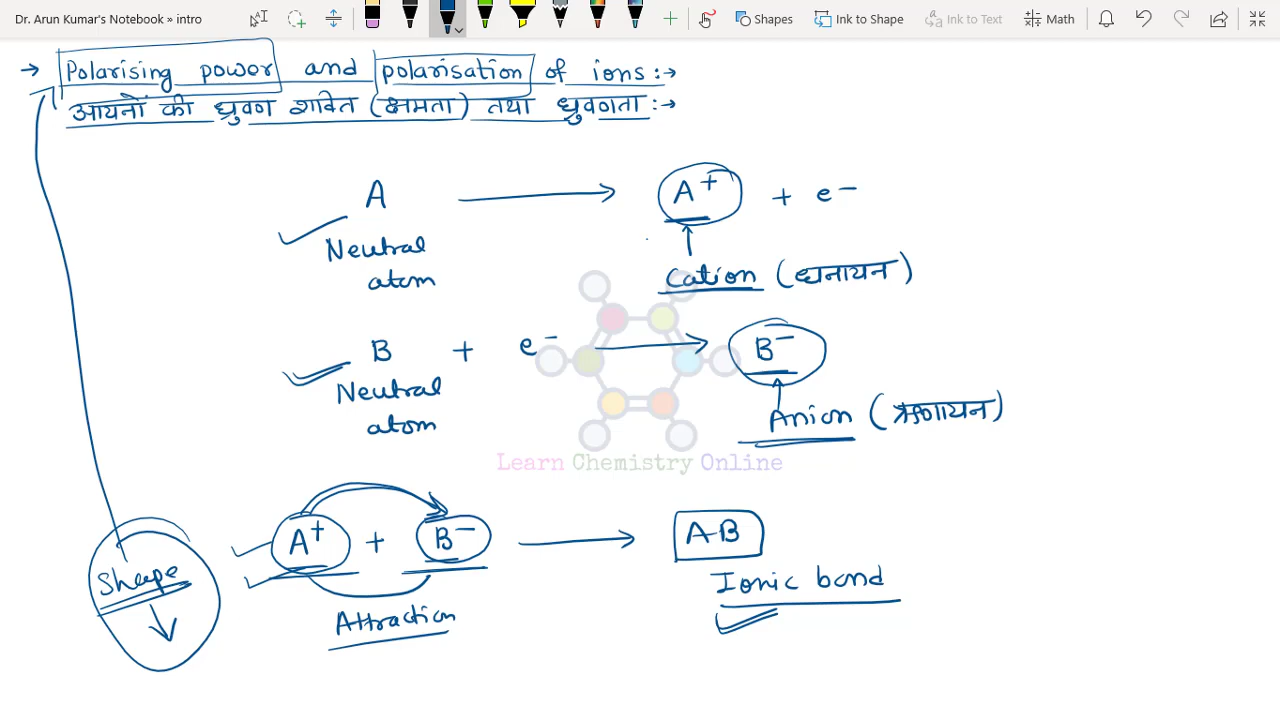 Dr. Arun Kumar's Notebook » intro
Shapes
Ink to Shape
Ink to Text
Math
→ Polarising power and polarisation of ions :→
आयनों की ध्रुवण शक्ति (क्षमता) तथा ध्रुवणता :→
A ⟶ A⁺ + e⁻
Neutral atom
Cation (धनायन)
B + e⁻ ⟶ B⁻
Neutral atom
Anion (ऋणायन)
Learn Chemistry Online
A⁺ + B⁻ ⟶ AB
Shape
Attraction
Ionic bond